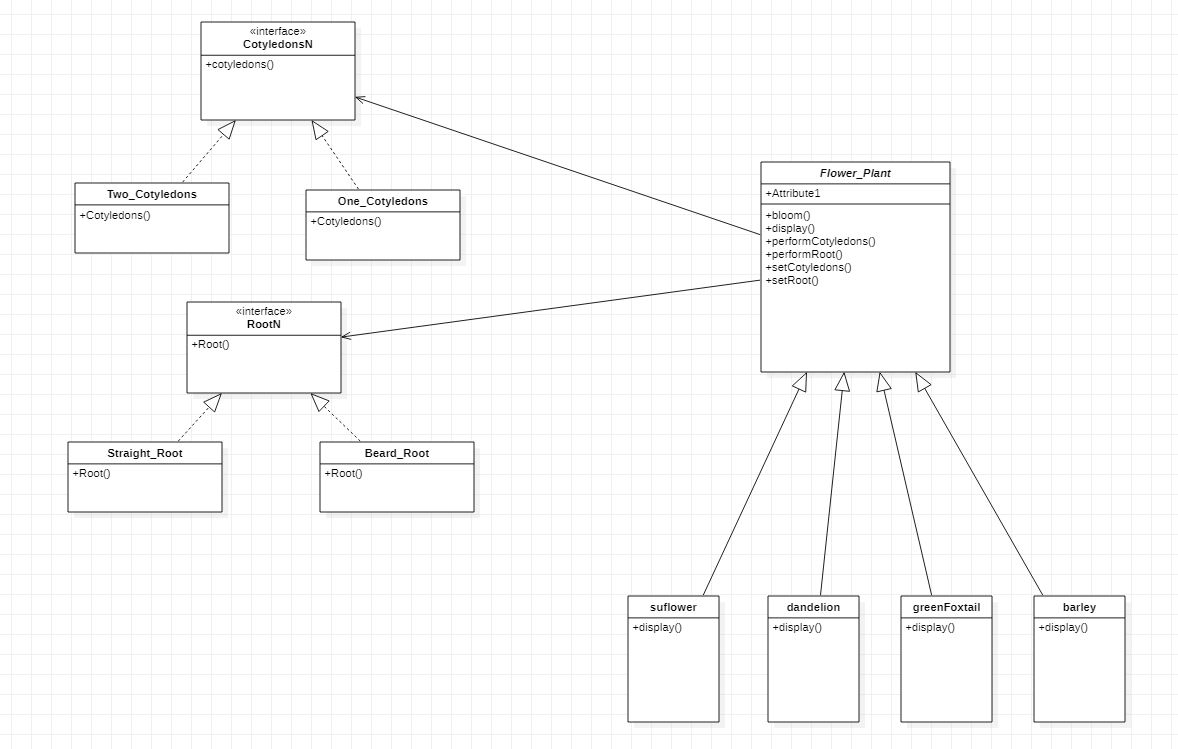 «interface»
CotyledonsN
+cotyledons()
Two_Cotyledons
+Cotyledons()
One_Cotyledons
+Cotyledons()
«interface»
RootN
+Root()
Straight_Root
+Root()
Beard_Root
+Root()
Flower_Plant
+Attribute1
+bloom()
+display()
+performCotyledons()
+performRoot()
+setCotyledons()
+setRoot()
suflower
+display()
dandelion
+display()
greenFoxtail
+display()
barley
+display()